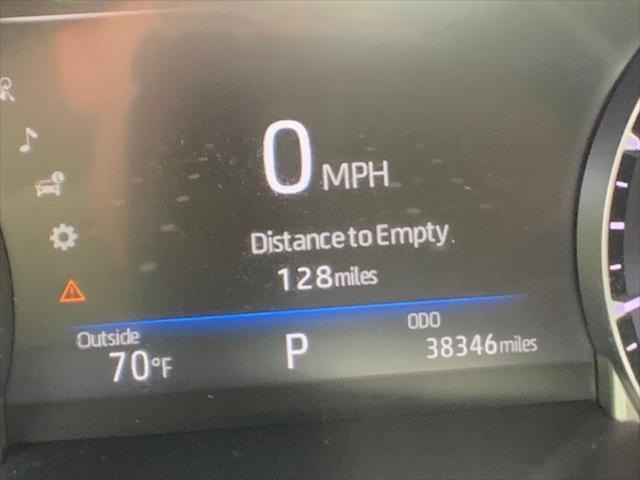 0 MPH
Distance to Empty
128 miles
Outside
70°F
P
ODO
38346 miles